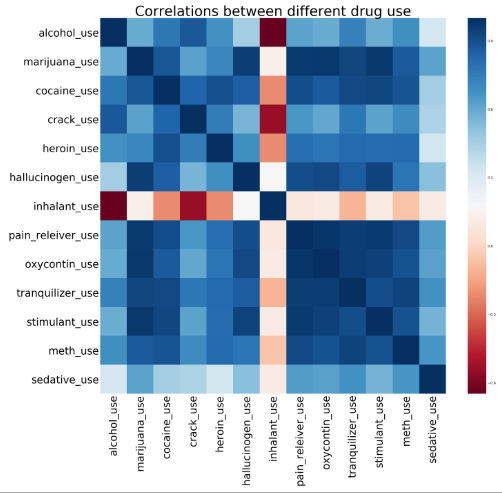 Correlations between different drug use
alcohol_use
marijuana_use
cocaine_use
crack_use
heroin_use
hallucinogen_use
inhalant_use
pain_releiver_use
oxycontin_use
tranquilizer_use
stimulant_use
meth_use
sedative_use
alcohol_use
marijuana_use
cocaine_use
crack_use
heroin_use
hallucinogen_use
inhalant_use
pain_releiver_use
oxycontin_use
tranquilizer_use
stimulant_use
meth_use
sedative_use